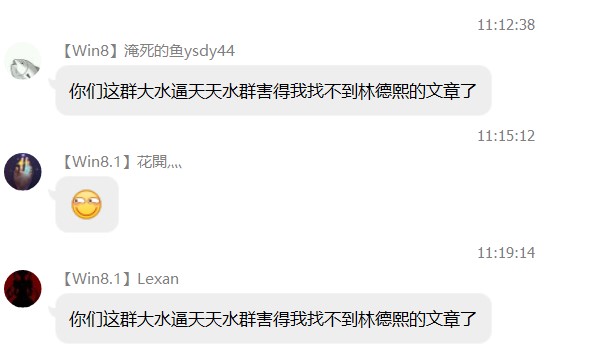 11:12:38
【Win8】淹死的鱼ysdy44
你们这群大水逼天天水群害得我找不到林德熙的文章了
11:15:12
【Win8.1】花開灬
11:19:14
【Win8.1】Lexan
你们这群大水逼天天水群害得我找不到林德熙的文章了